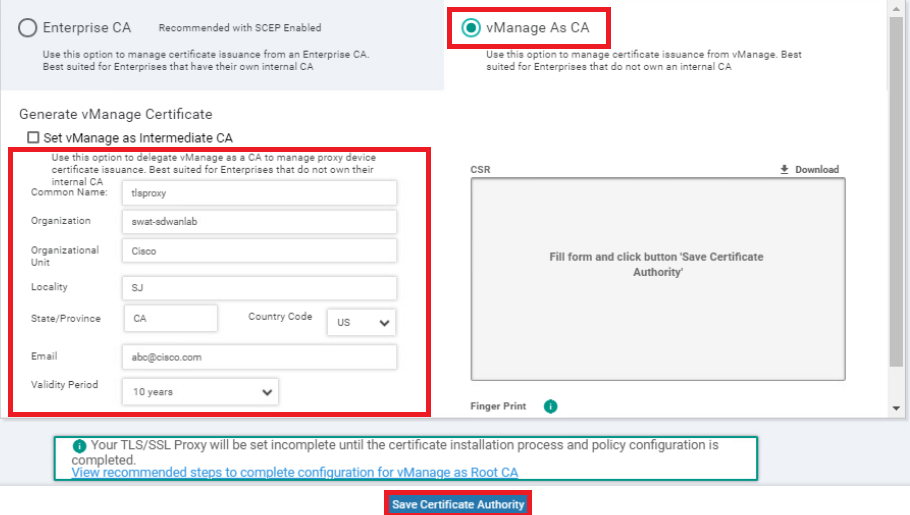 Enterprise CA Recommended with SCEP Enabled
Use this option to manage certificate issuance from an Enterprise CA.
Best suited for Enterprises that have their own internal CA
vManage As CA
Use this option to manage certificate issuance from vManage. Best
suited for Enterprises that do not own an internal CA
Generate vManage Certificate
Set vManage as Intermediate CA
Use this option to delegate vManage as a CA to manage proxy device
certificate issuance. Best suited for Enterprises that do not own their
internal CA
Common Name: tlsproxy
Organization swat-sdwanlab
Organizational
Unit
Cisco
Locality SJ
State/Province CA Country Code US
Email abc@cisco.com
Validity Period 10 years
CSR Download
Fill form and click button 'Save Certificate
Authority'
Finger Print i
i Your TLS/SSL Proxy will be set incomplete until the certificate installation process and policy configuration is
completed.
View recommended steps to complete configuration for vManage as Root CA
Save Certificate Authority